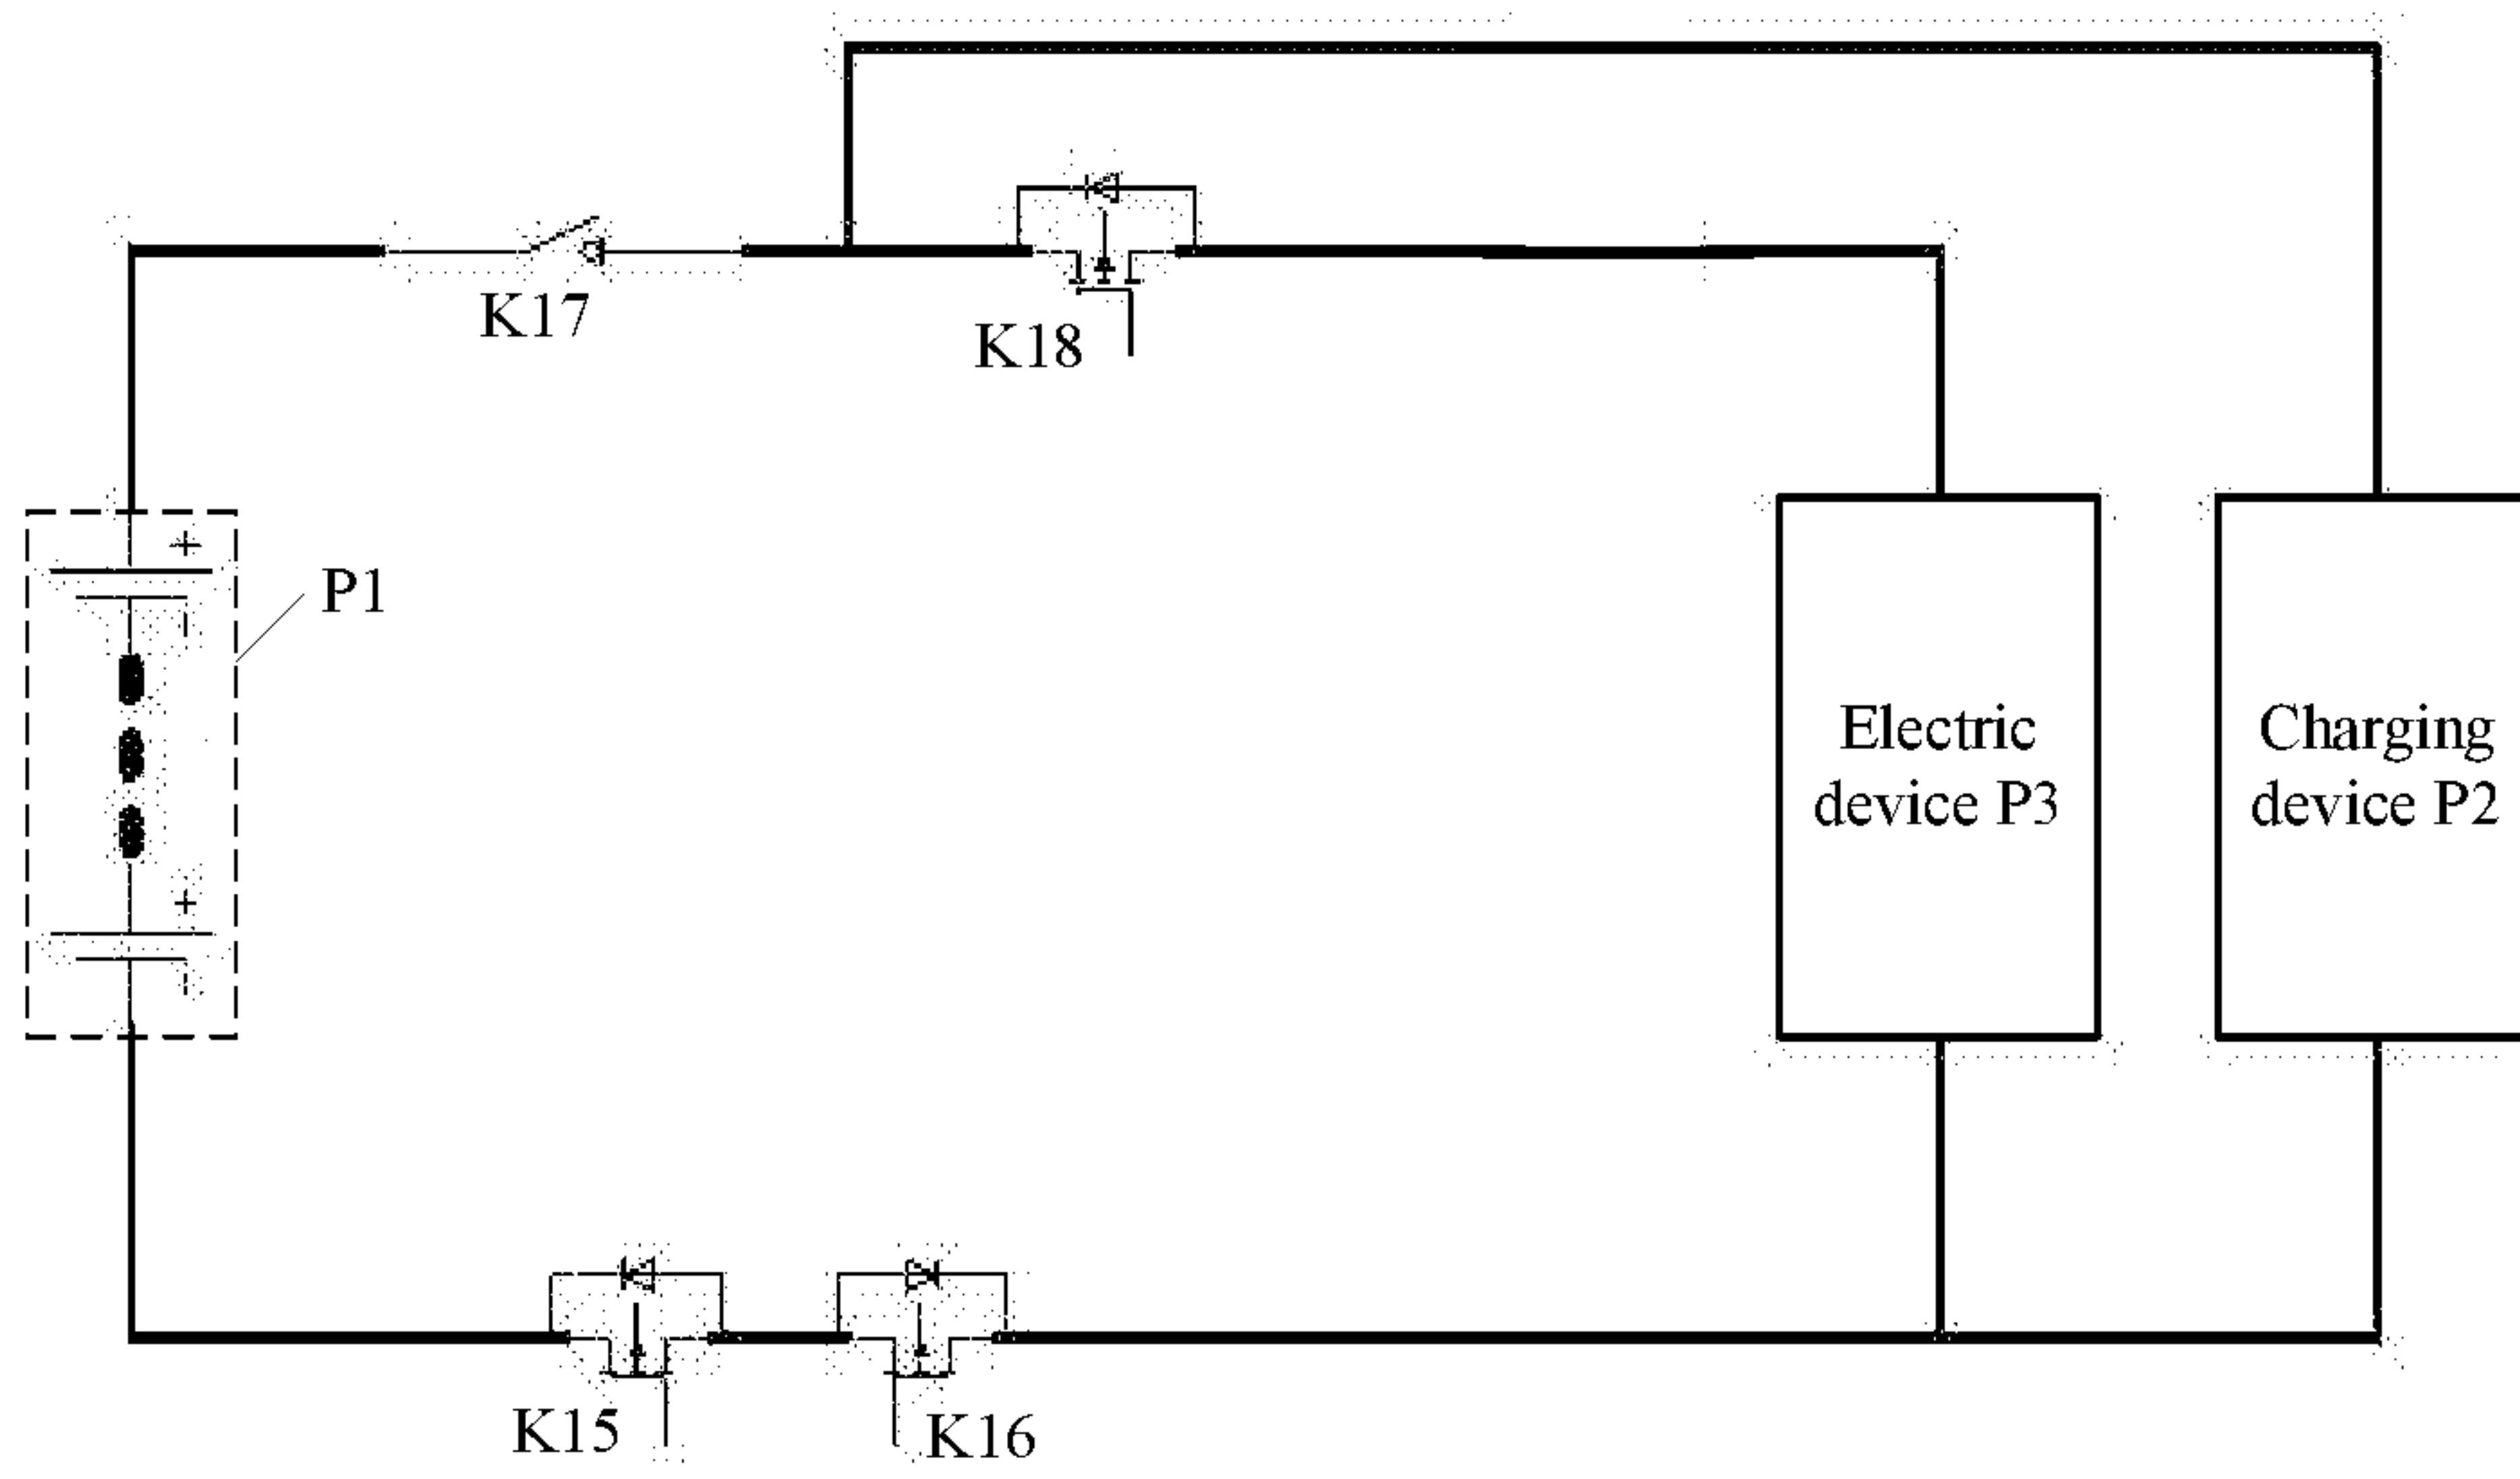 K17
K18
+
P1
Electric
device P3
Charging
device P2
+
K15
K16